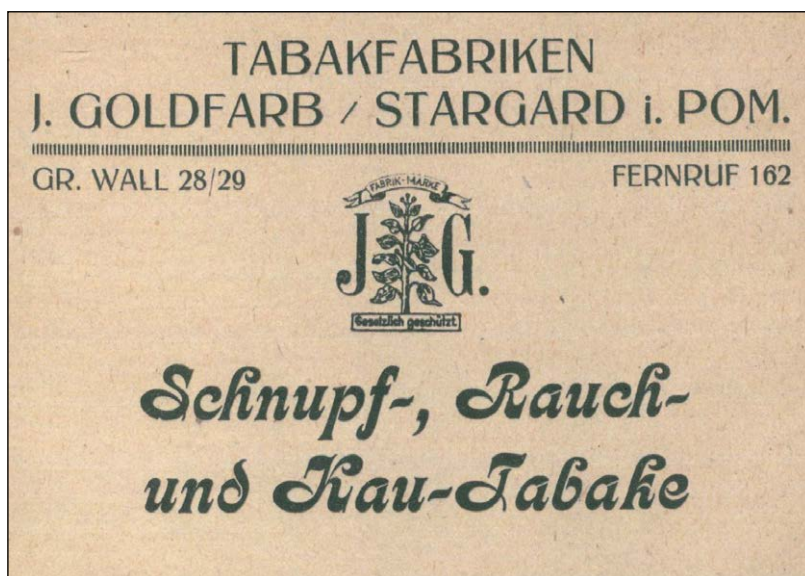 TABAKFABRIKEN
J. GOLDFARB / STARGARD i. POM.
GR. WALL 28/29
FERNRUF 162
FABRIK-MARKE
J G.
Gesetzlich geschützt
Schnupf-, Rauch-
und Kau-Tabake